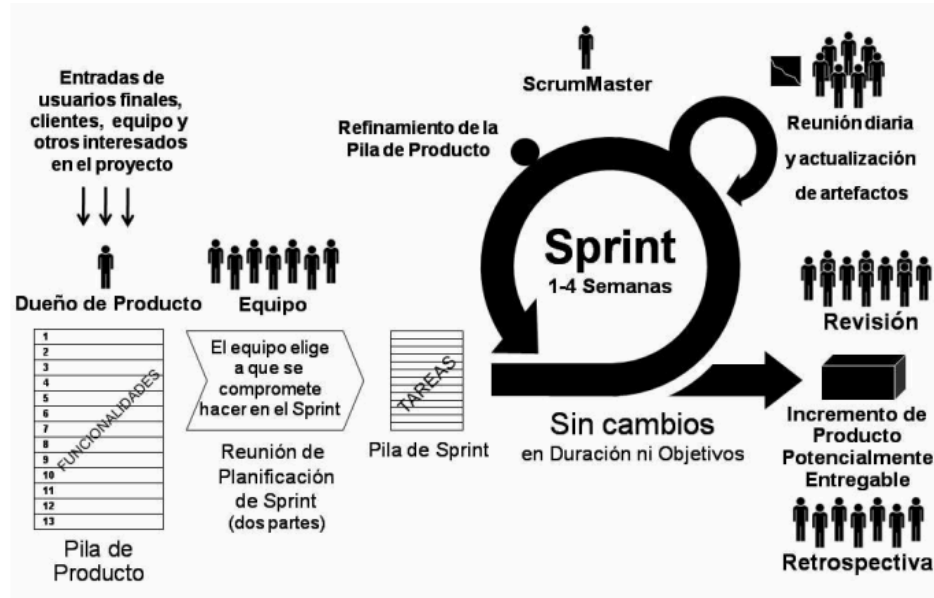 Entradas de
usuarios finales,
clientes, equipo y
otros interesados
en el proyecto
Dueño de Producto
1
2
3
4
5
6
7
8
9
10
11
12
13
FUNCIONALIDADES
Pila de
Producto
Equipo
El equipo elige
a que se
compromete
hacer en el Sprint
Reunión de
Planificación
de Sprint
(dos partes)
TAREAS
Pila de Sprint
Refinamiento de la
Pila de Producto
ScrumMaster
Sprint
1-4 Semanas
Sin cambios
en Duración ni Objetivos
Reunión diaria
y actualización
de artefactos
Revisión
Incremento de
Producto
Potencialmente
Entregable
Retrospectiva